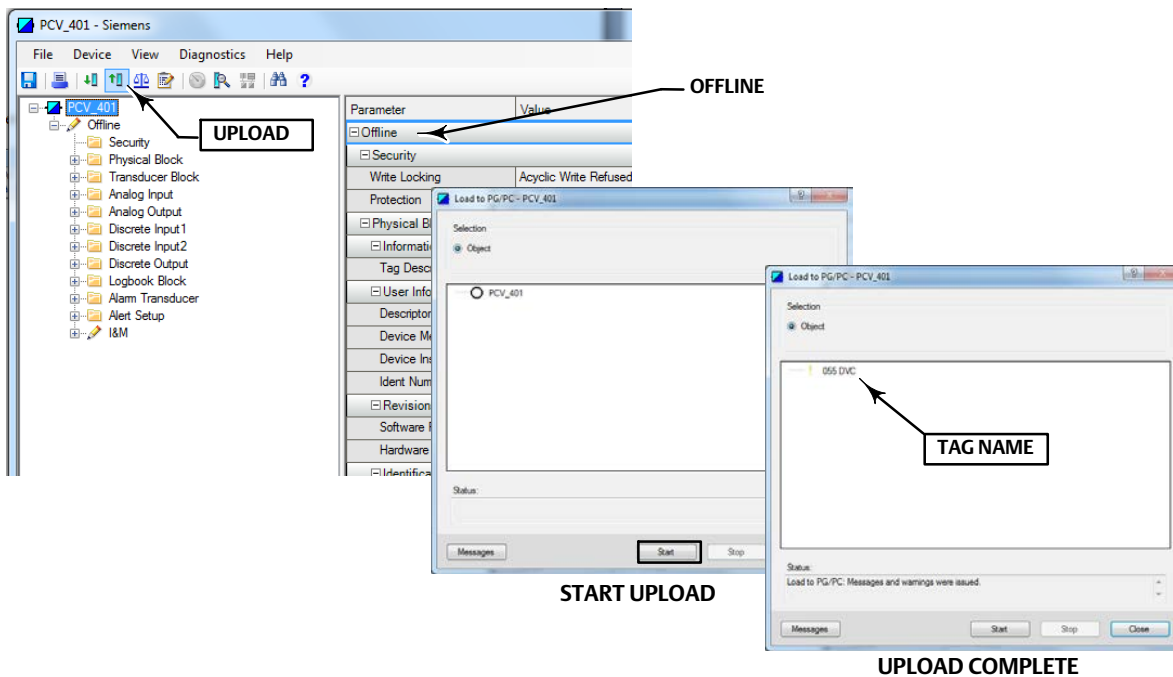 PCV_401 - Siemens
File Device View Diagnostics Help
OFFLINE
UPLOAD
PCV_401
Offline
Security
Physical Block
Transducer Block
Analog Input
Analog Output
Discrete Input1
Discrete Input2
Discrete Output
Logbook Block
Alarm Transducer
Alert Setup
I&M
Parameter Value
Offline
Security
Write Locking Acyclic Write Refused
Protection
Physical Bl
Informati
Tag Desc
User Info
Descriptor
Device Me
Device Ins
Ident Num
Revision
Software R
Hardware
Identifica
Load to PG/PC - PCV_401
Selection
Object
PCV_401
Status:
Messages Start Stop
START UPLOAD
Load to PG/PC - PCV_401
Selection
Object
! 055 DVC
TAG NAME
Status:
Load to PG/PC: Messages and warnings were issued.
Messages Start Stop Close
UPLOAD COMPLETE